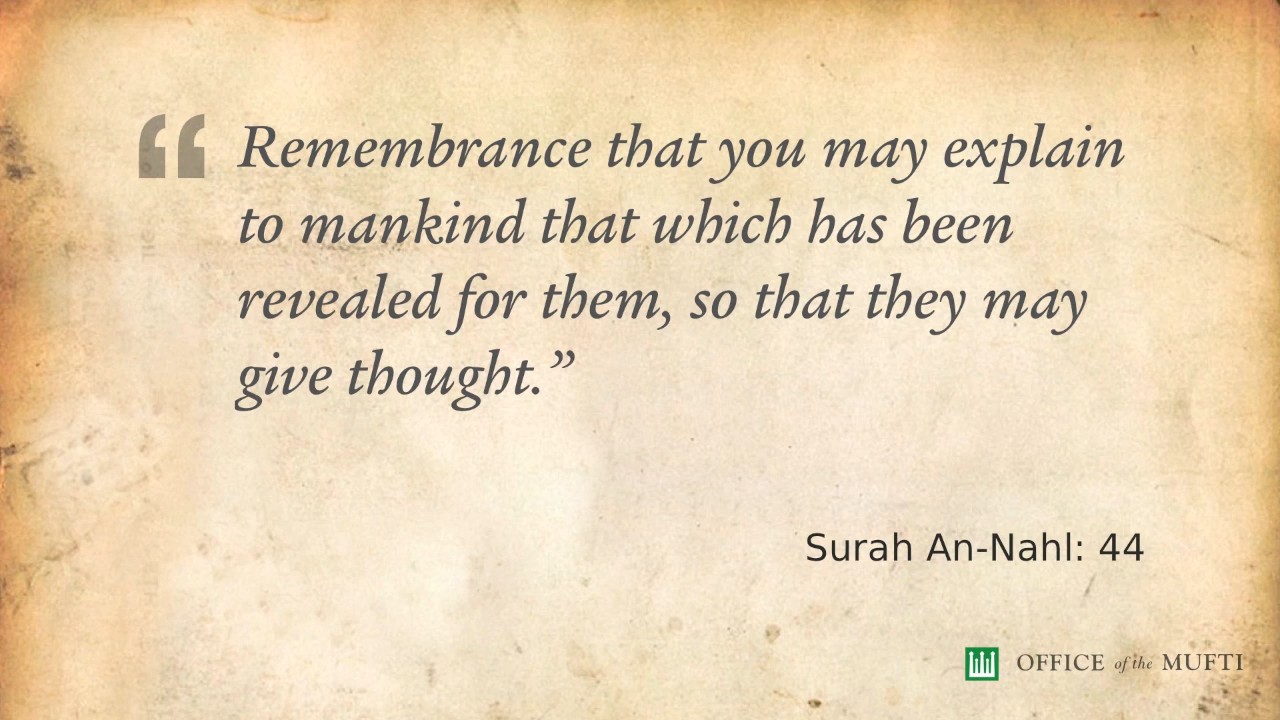 “Remembrance that you may explain
to mankind that which has been
revealed for them, so that they may
give thought.”
Surah An-Nahl: 44
OFFICE of the MUFTI